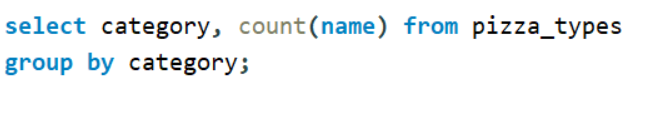 select category, count(name) from pizza_types
group by category;